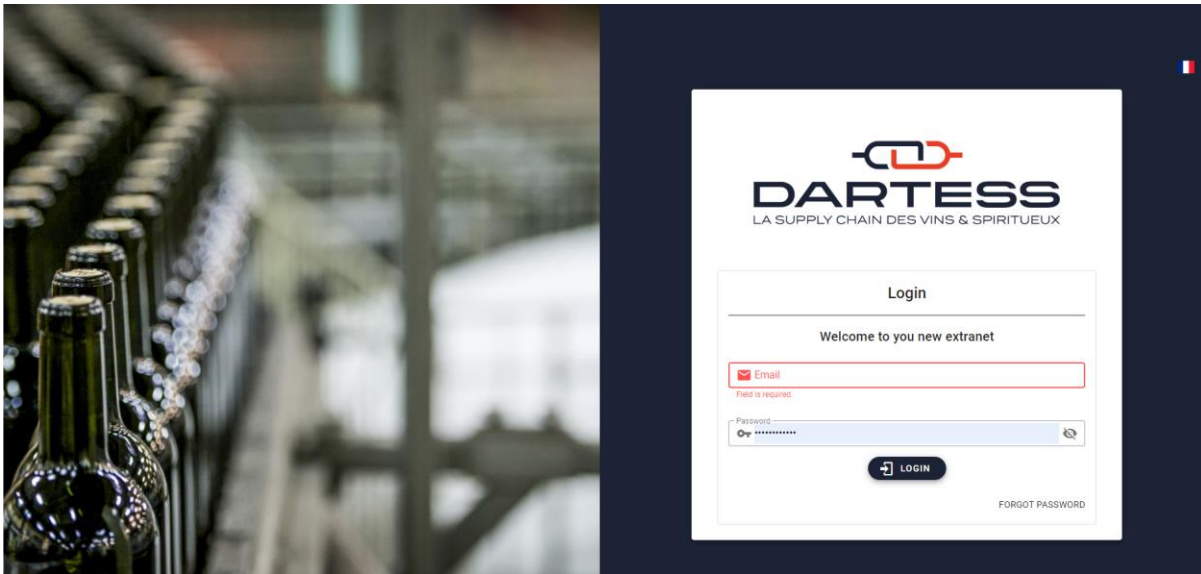 DARTESS
LA SUPPLY CHAIN DES VINS & SPIRITUEUX
Login
Welcome to you new extranet
Email
Field is required.
Password
••••••••••••
LOGIN
FORGOT PASSWORD